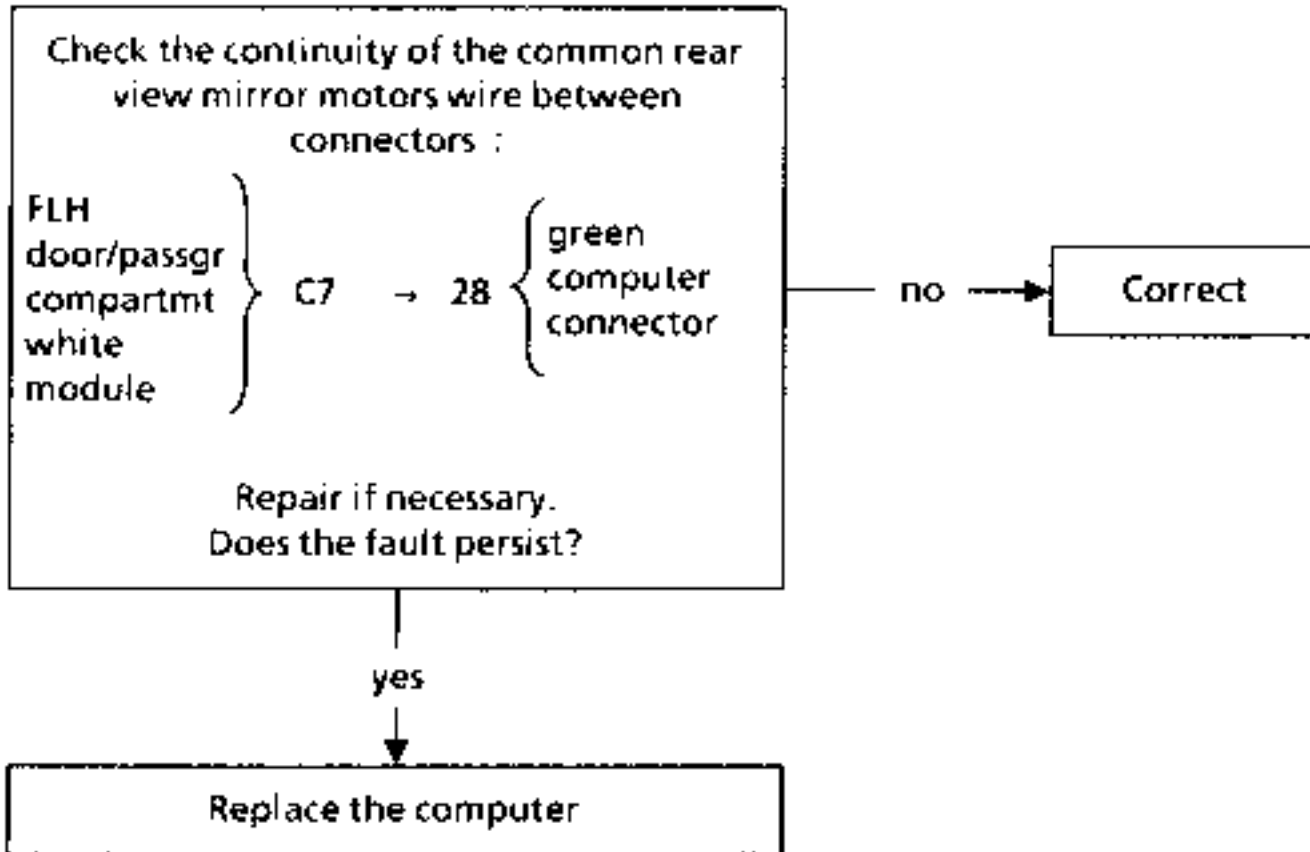 Check the continuity of the common rear
view mirror motors wire between
connectors :
FLH
door/passgr
compartmt
white
module
C7 → 28
green
computer
connector
no
Correct
Repair if necessary.
Does the fault persist?
yes
Replace the computer